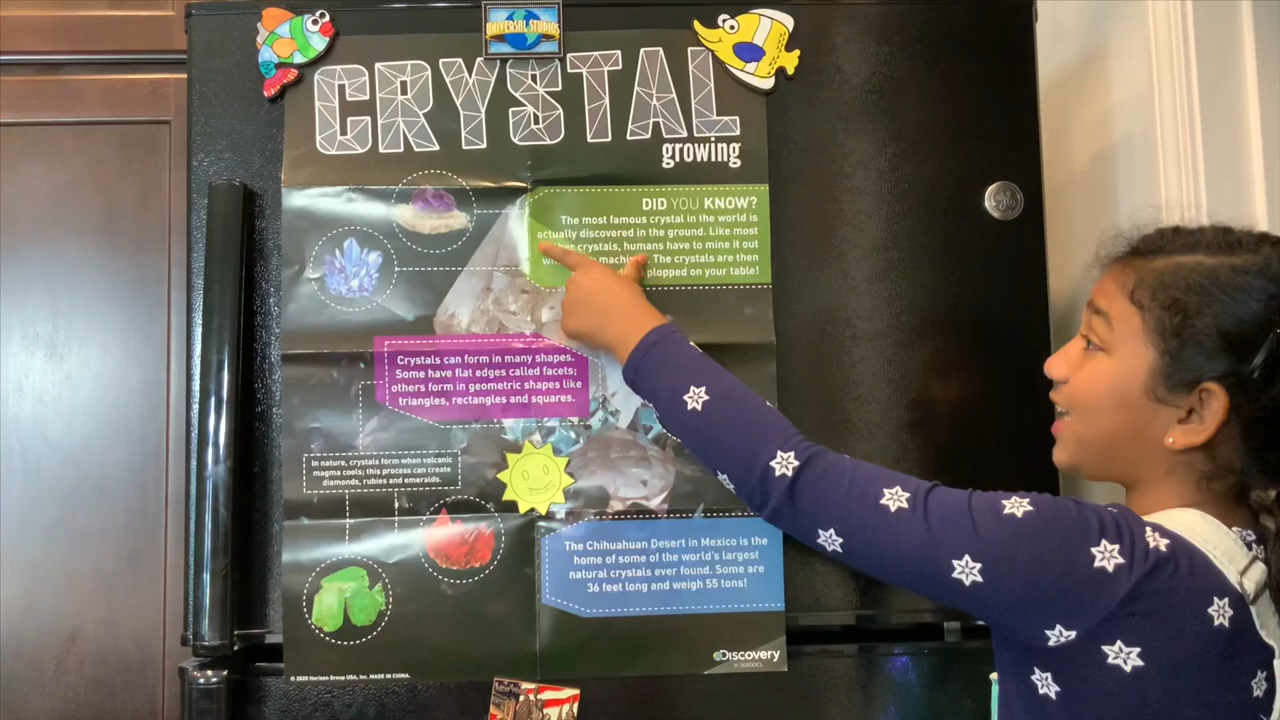 UNIVERSAL STUDIOS
CRYSTAL
growing
DID YOU KNOW?
The most famous crystal in the world is
actually discovered in the ground. Like most
crystals, humans have to mine it out
The crystals are then
plopped on your table!
Crystals can form in many shapes.
Some have flat edges called facets;
others form in geometric shapes like
triangles, rectangles and squares.
In nature, crystals form when volcanic
magma cools; this process can create
diamonds, rubies and emeralds.
The Chihuahuan Desert in Mexico is the
home of some of the world's largest
natural crystals ever found. Some are
36 feet long and weigh 55 tons!
Discovery
© 2020 DCL
© 2020 Horizon Group USA, Inc. MADE IN CHINA.